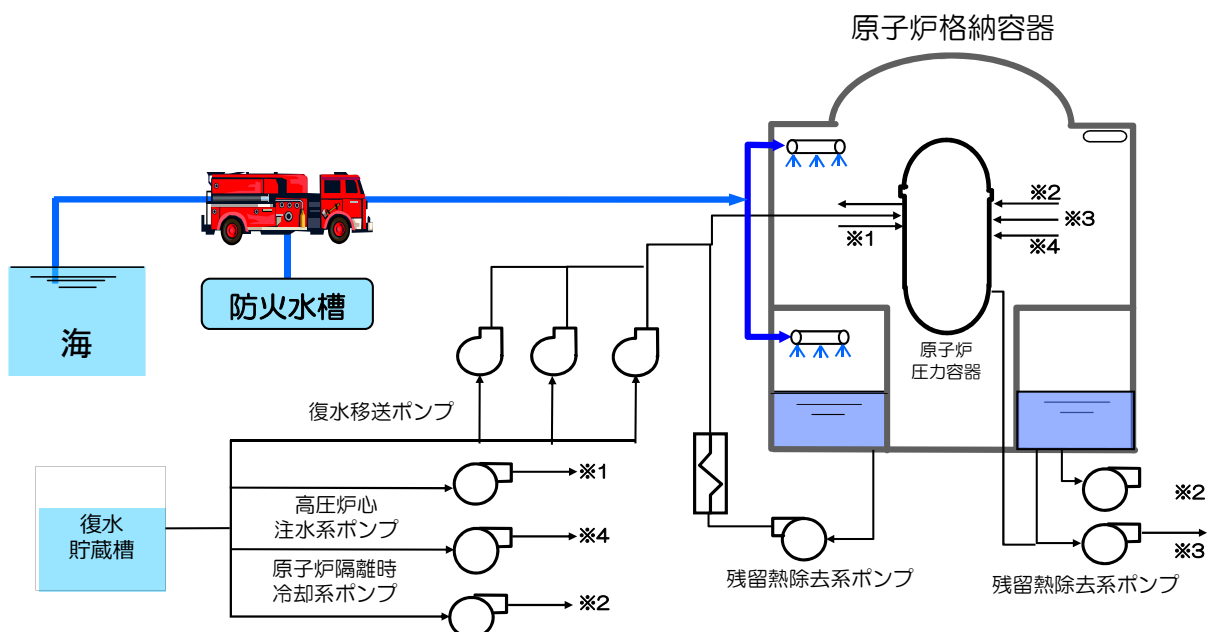 原子炉格納容器
防火水槽
海
※2
※3
※1
※4
原子炉
圧力容器
復水移送ポンプ
※1
高圧炉心
注水系ポンプ
復水
貯蔵槽
※4
原子炉隔離時
冷却系ポンプ
※2
残留熱除去系ポンプ
※2
※3
残留熱除去系ポンプ